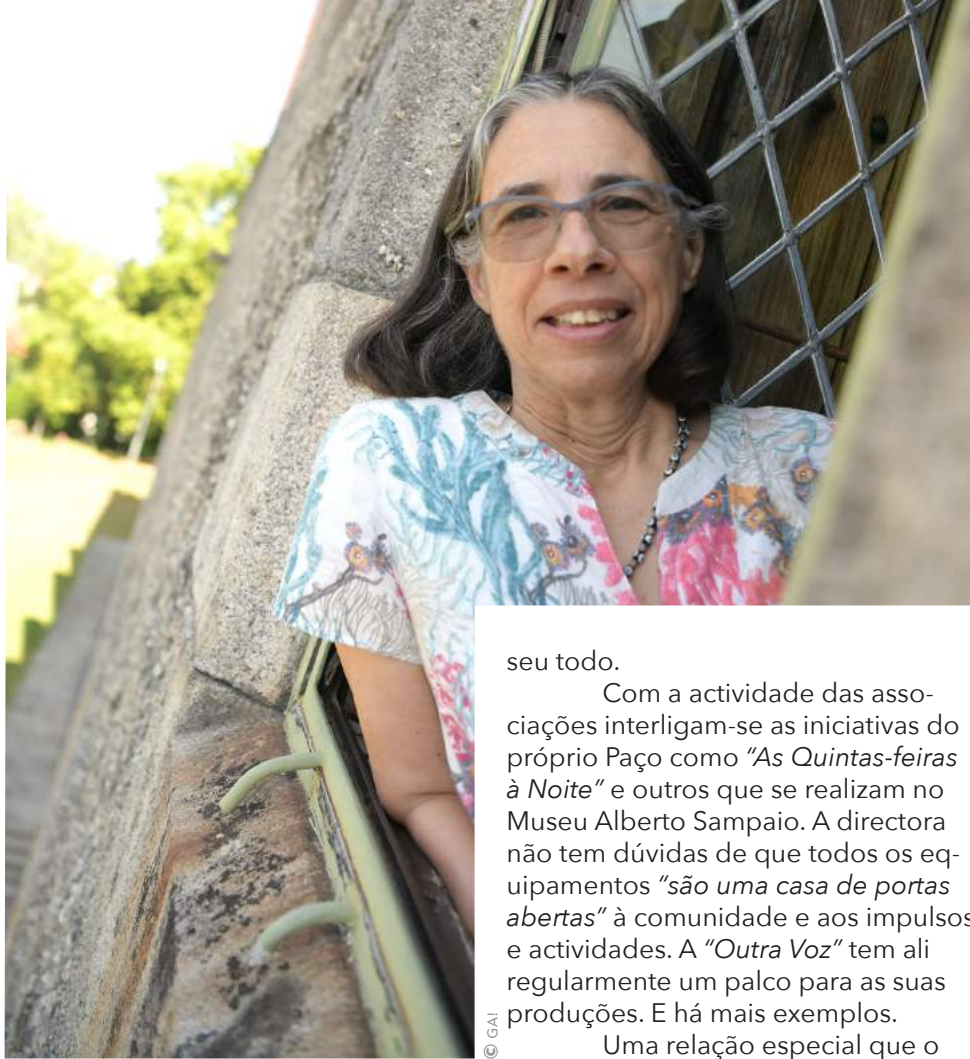 seu todo.
Com a actividade das asso-
ciações interligam-se as iniciativas do
próprio Paço como “As Quintas-feiras
à Noite” e outros que se realizam no
Museu Alberto Sampaio. A directora
não tem dúvidas de que todos os eq-
uipamentos “são uma casa de portas
abertas” à comunidade e aos impulsos
e actividades. A “Outra Voz” tem ali
regularmente um palco para as suas
produções. E há mais exemplos.
Uma relação especial que o
© GA!